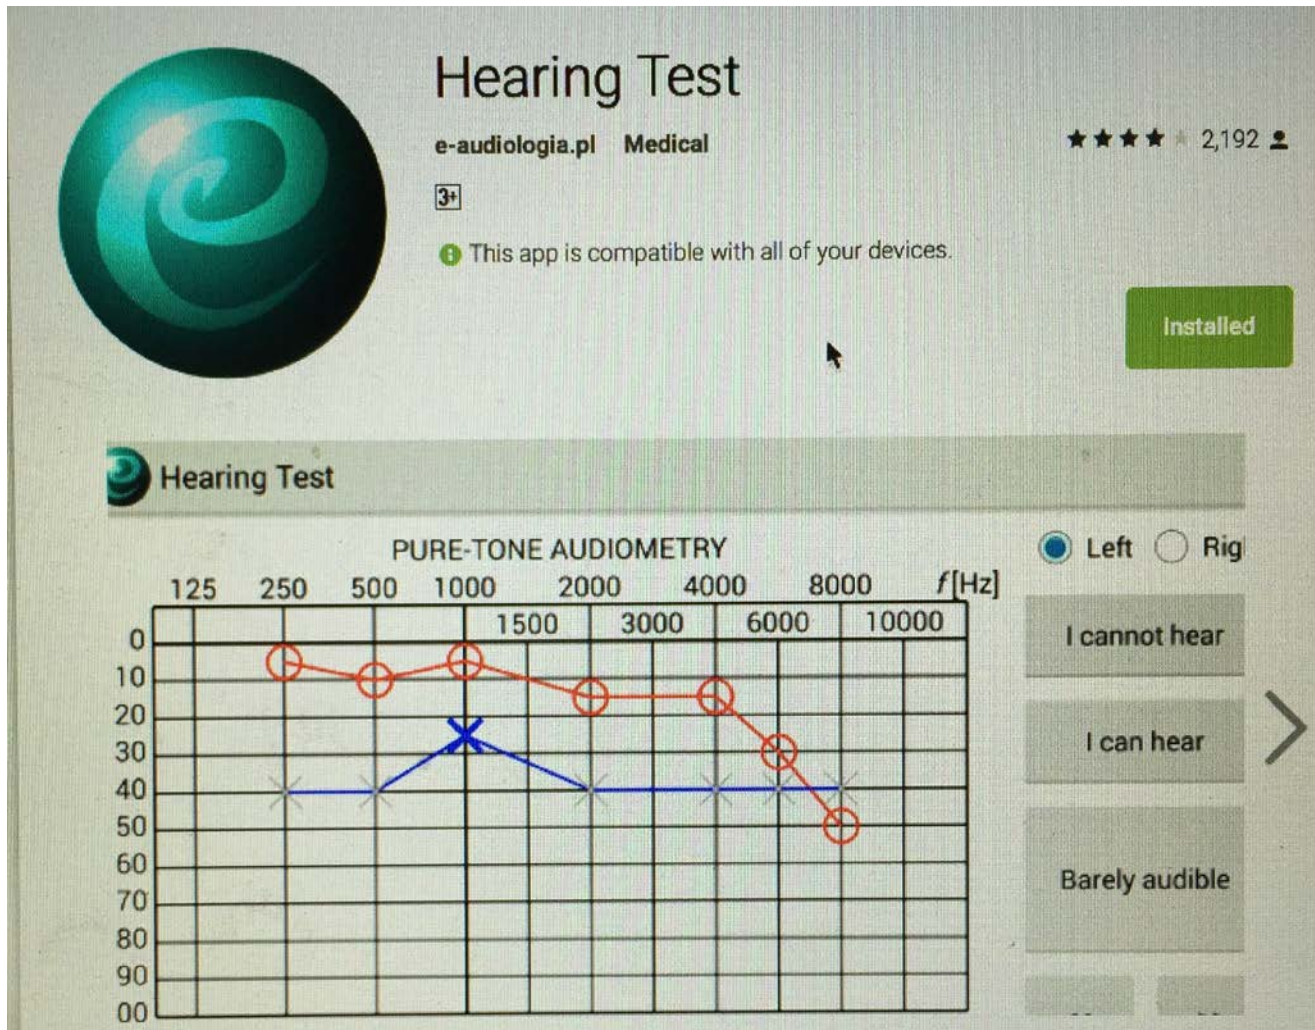 Hearing Test
e-audiologia.pl Medical
2,192
3+
This app is compatible with all of your devices.
Installed
Hearing Test
PURE-TONE AUDIOMETRY
125 250 500 1000 2000 4000 8000 f[Hz]
1500 3000 6000 10000
0
10
20
30
40
50
60
70
80
90
00
Left Rig
I cannot hear
I can hear
Barely audible